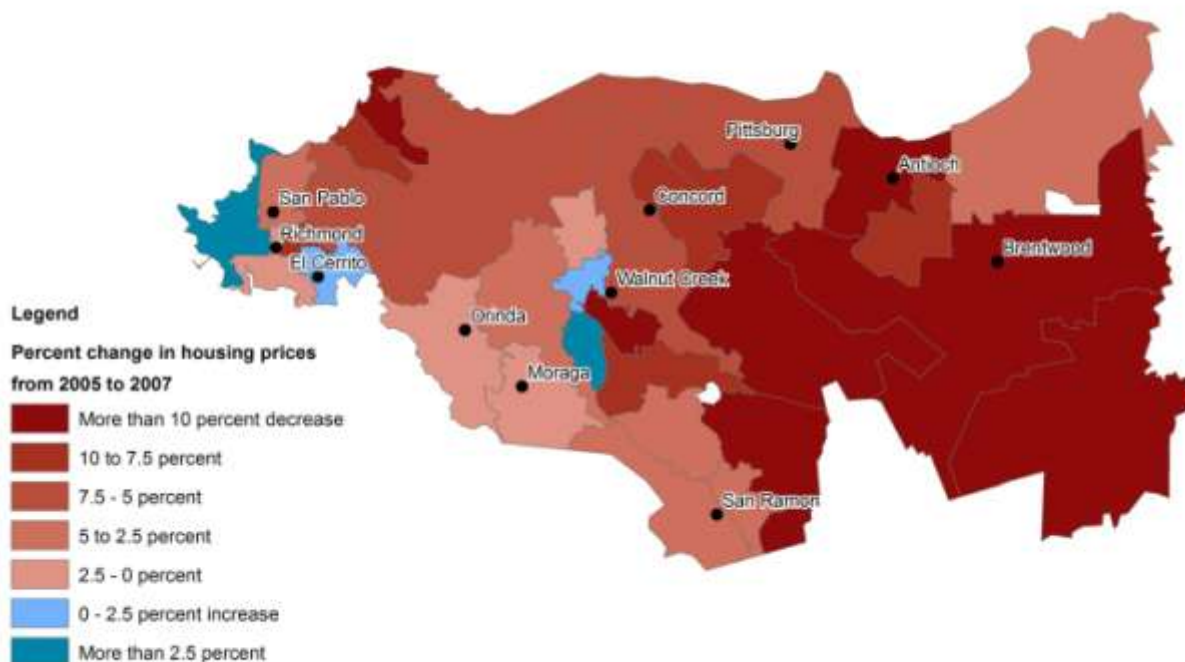 Pittsburg
Antioch
San Pablo
Concord
Richmond
El Cerrito
Brentwood
Walnut Creek
Orinda
Moraga
San Ramon
Legend
Percent change in housing prices
from 2005 to 2007
More than 10 percent decrease
10 to 7.5 percent
7.5 - 5 percent
5 to 2.5 percent
2.5 - 0 percent
0 - 2.5 percent increase
More than 2.5 percent